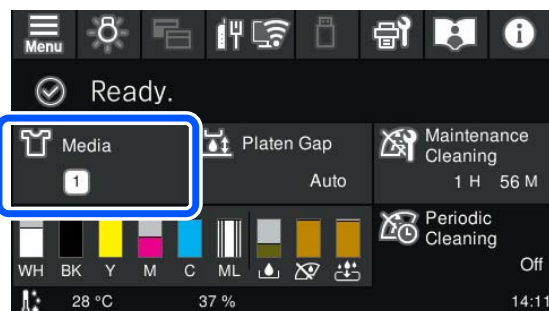 Menu
Ready.
Media
1
Platen Gap
Auto
Maintenance
Cleaning
1 H 56 M
WH BK Y M C ML
Periodic
Cleaning
Off
28 °C 37 % 14:11